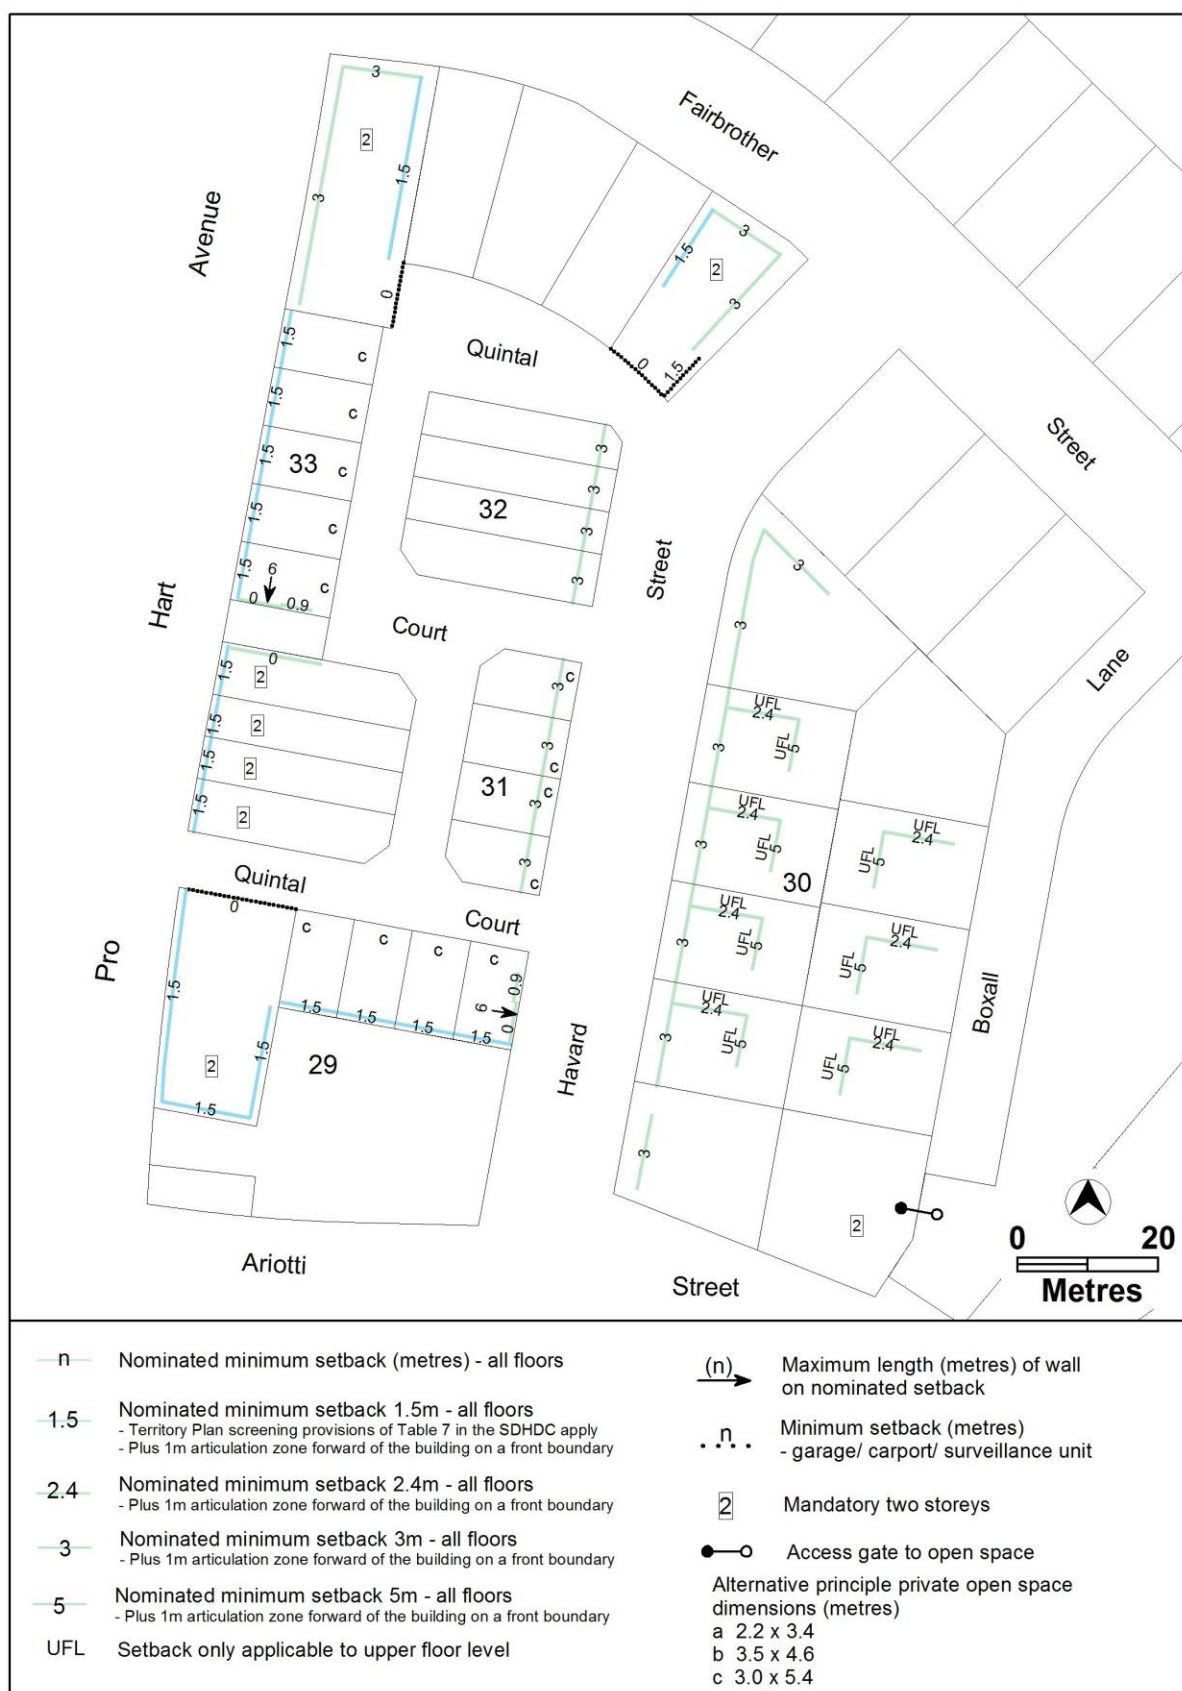 3
Fairbrother
2
1.5
Avenue
3
3
1.5
2
0
3
Quintal
0
1.5
1.5
c
1.5
c
Street
3
1.5
33
c
3
32
3
1.5
c
Street
3
3
6
1.5
c
3
0
0.9
Hart
Court
3
Lane
0
1.5
2
3
c
UFL
2.4
1.5
2
3
3
UFL
5
1.5
2
c
31
3
c
UFL
2.4
1.5
2
3
UFL
5
30
UFL
2.4
UFL
5
Quintal
3
c
0
Court
UFL
2.4
c
c
c
c
3
UFL
5
UFL
2.4
Pro
UFL
5
1.5
0.9
Boxall
1.5
1.5
1.5
1.5
6
0
UFL
2.4
3
UFL
5
UFL
2.4
UFL
5
1.5
2
29
Havard
1.5
3
2
Ariotti
Street
0 20
Metres
n Nominated minimum setback (metres) - all floors
1.5 Nominated minimum setback 1.5m - all floors
- Territory Plan screening provisions of Table 7 in the SDHDC apply
- Plus 1m articulation zone forward of the building on a front boundary
2.4 Nominated minimum setback 2.4m - all floors
- Plus 1m articulation zone forward of the building on a front boundary
3 Nominated minimum setback 3m - all floors
- Plus 1m articulation zone forward of the building on a front boundary
5 Nominated minimum setback 5m - all floors
- Plus 1m articulation zone forward of the building on a front boundary
UFL Setback only applicable to upper floor level
(n) Maximum length (metres) of wall
on nominated setback
n Minimum setback (metres)
- garage/ carport/ surveillance unit
2 Mandatory two storeys
Access gate to open space
Alternative principle private open space
dimensions (metres)
a 2.2 x 3.4
b 3.5 x 4.6
c 3.0 x 5.4